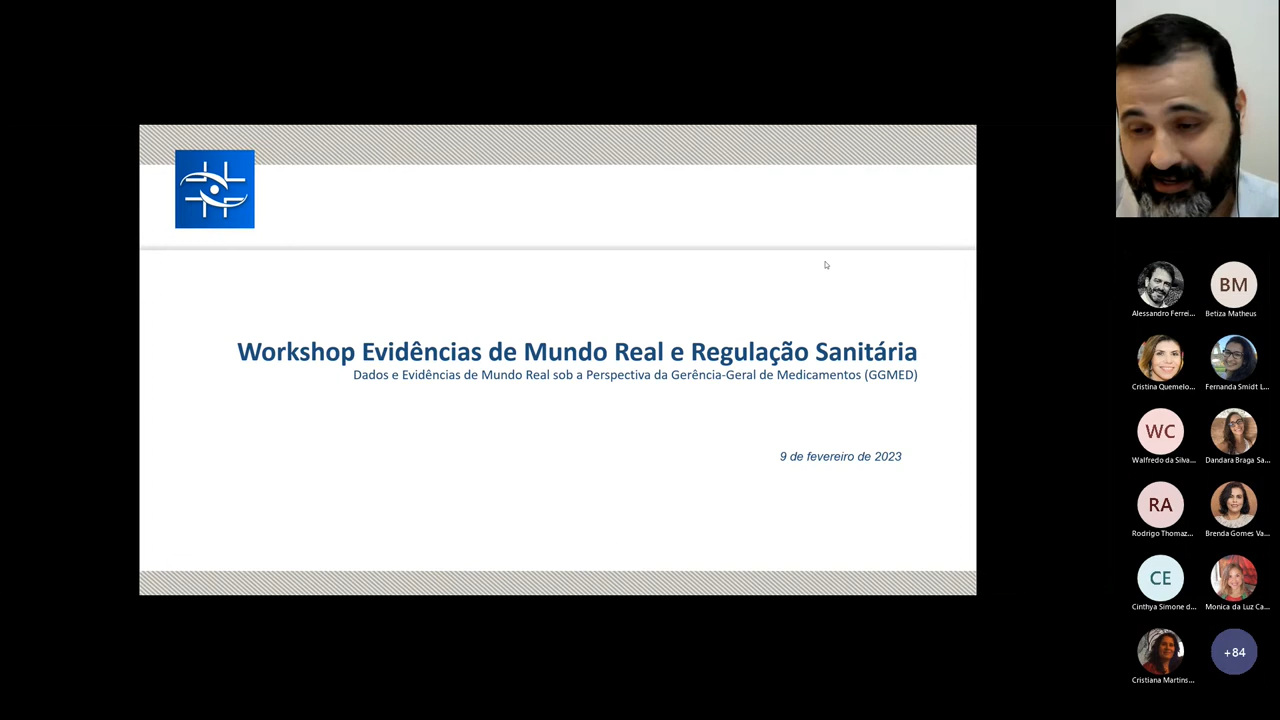 Workshop Evidências de Mundo Real e Regulação Sanitária
Dados e Evidências de Mundo Real sob a Perspectiva da Gerência-Geral de Medicamentos (GGMED)
9 de fevereiro de 2023
BM
Alessandro Ferrei...
Betiza Matheus
Cristina Quemelo...
Fernanda Smidt L...
WC
Walfredo da Silva...
Dandara Braga Sa...
RA
Rodrigo Thomaz...
Brenda Gomes Va...
CE
Cinthya Simone d...
Monica da Luz Ca...
+84
Cristiana Martins...